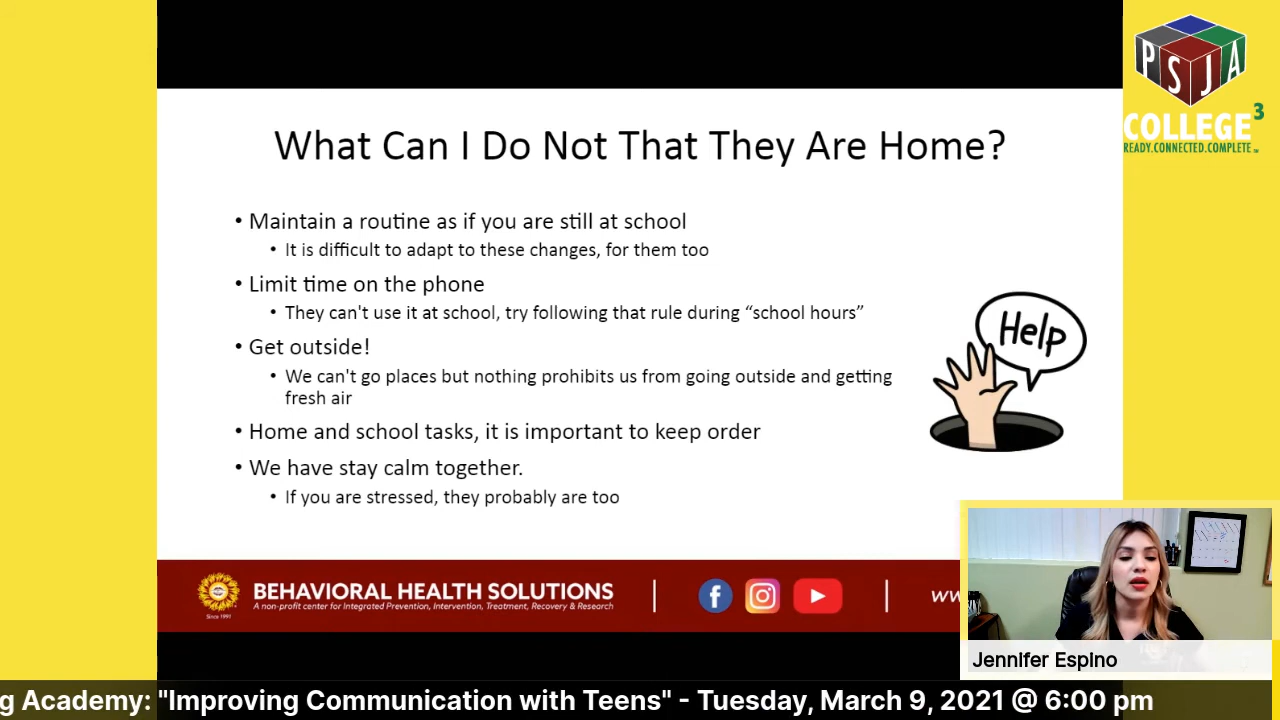 PSJA
COLLEGE³
READY.CONNECTED.COMPLETE
What Can I Do Not That They Are Home?
• Maintain a routine as if you are still at school
• It is difficult to adapt to these changes, for them too
• Limit time on the phone
• They can't use it at school, try following that rule during “school hours”
• Get outside!
• We can't go places but nothing prohibits us from going outside and getting
fresh air
• Home and school tasks, it is important to keep order
• We have stay calm together.
• If you are stressed, they probably are too
Help
BEHAVIORAL HEALTH SOLUTIONS
A non-profit center for Integrated Prevention, Intervention, Treatment, Recovery & Research
Since 1991
Jennifer Espino
g Academy: "Improving Communication with Teens" - Tuesday, March 9, 2021 @ 6:00 pm